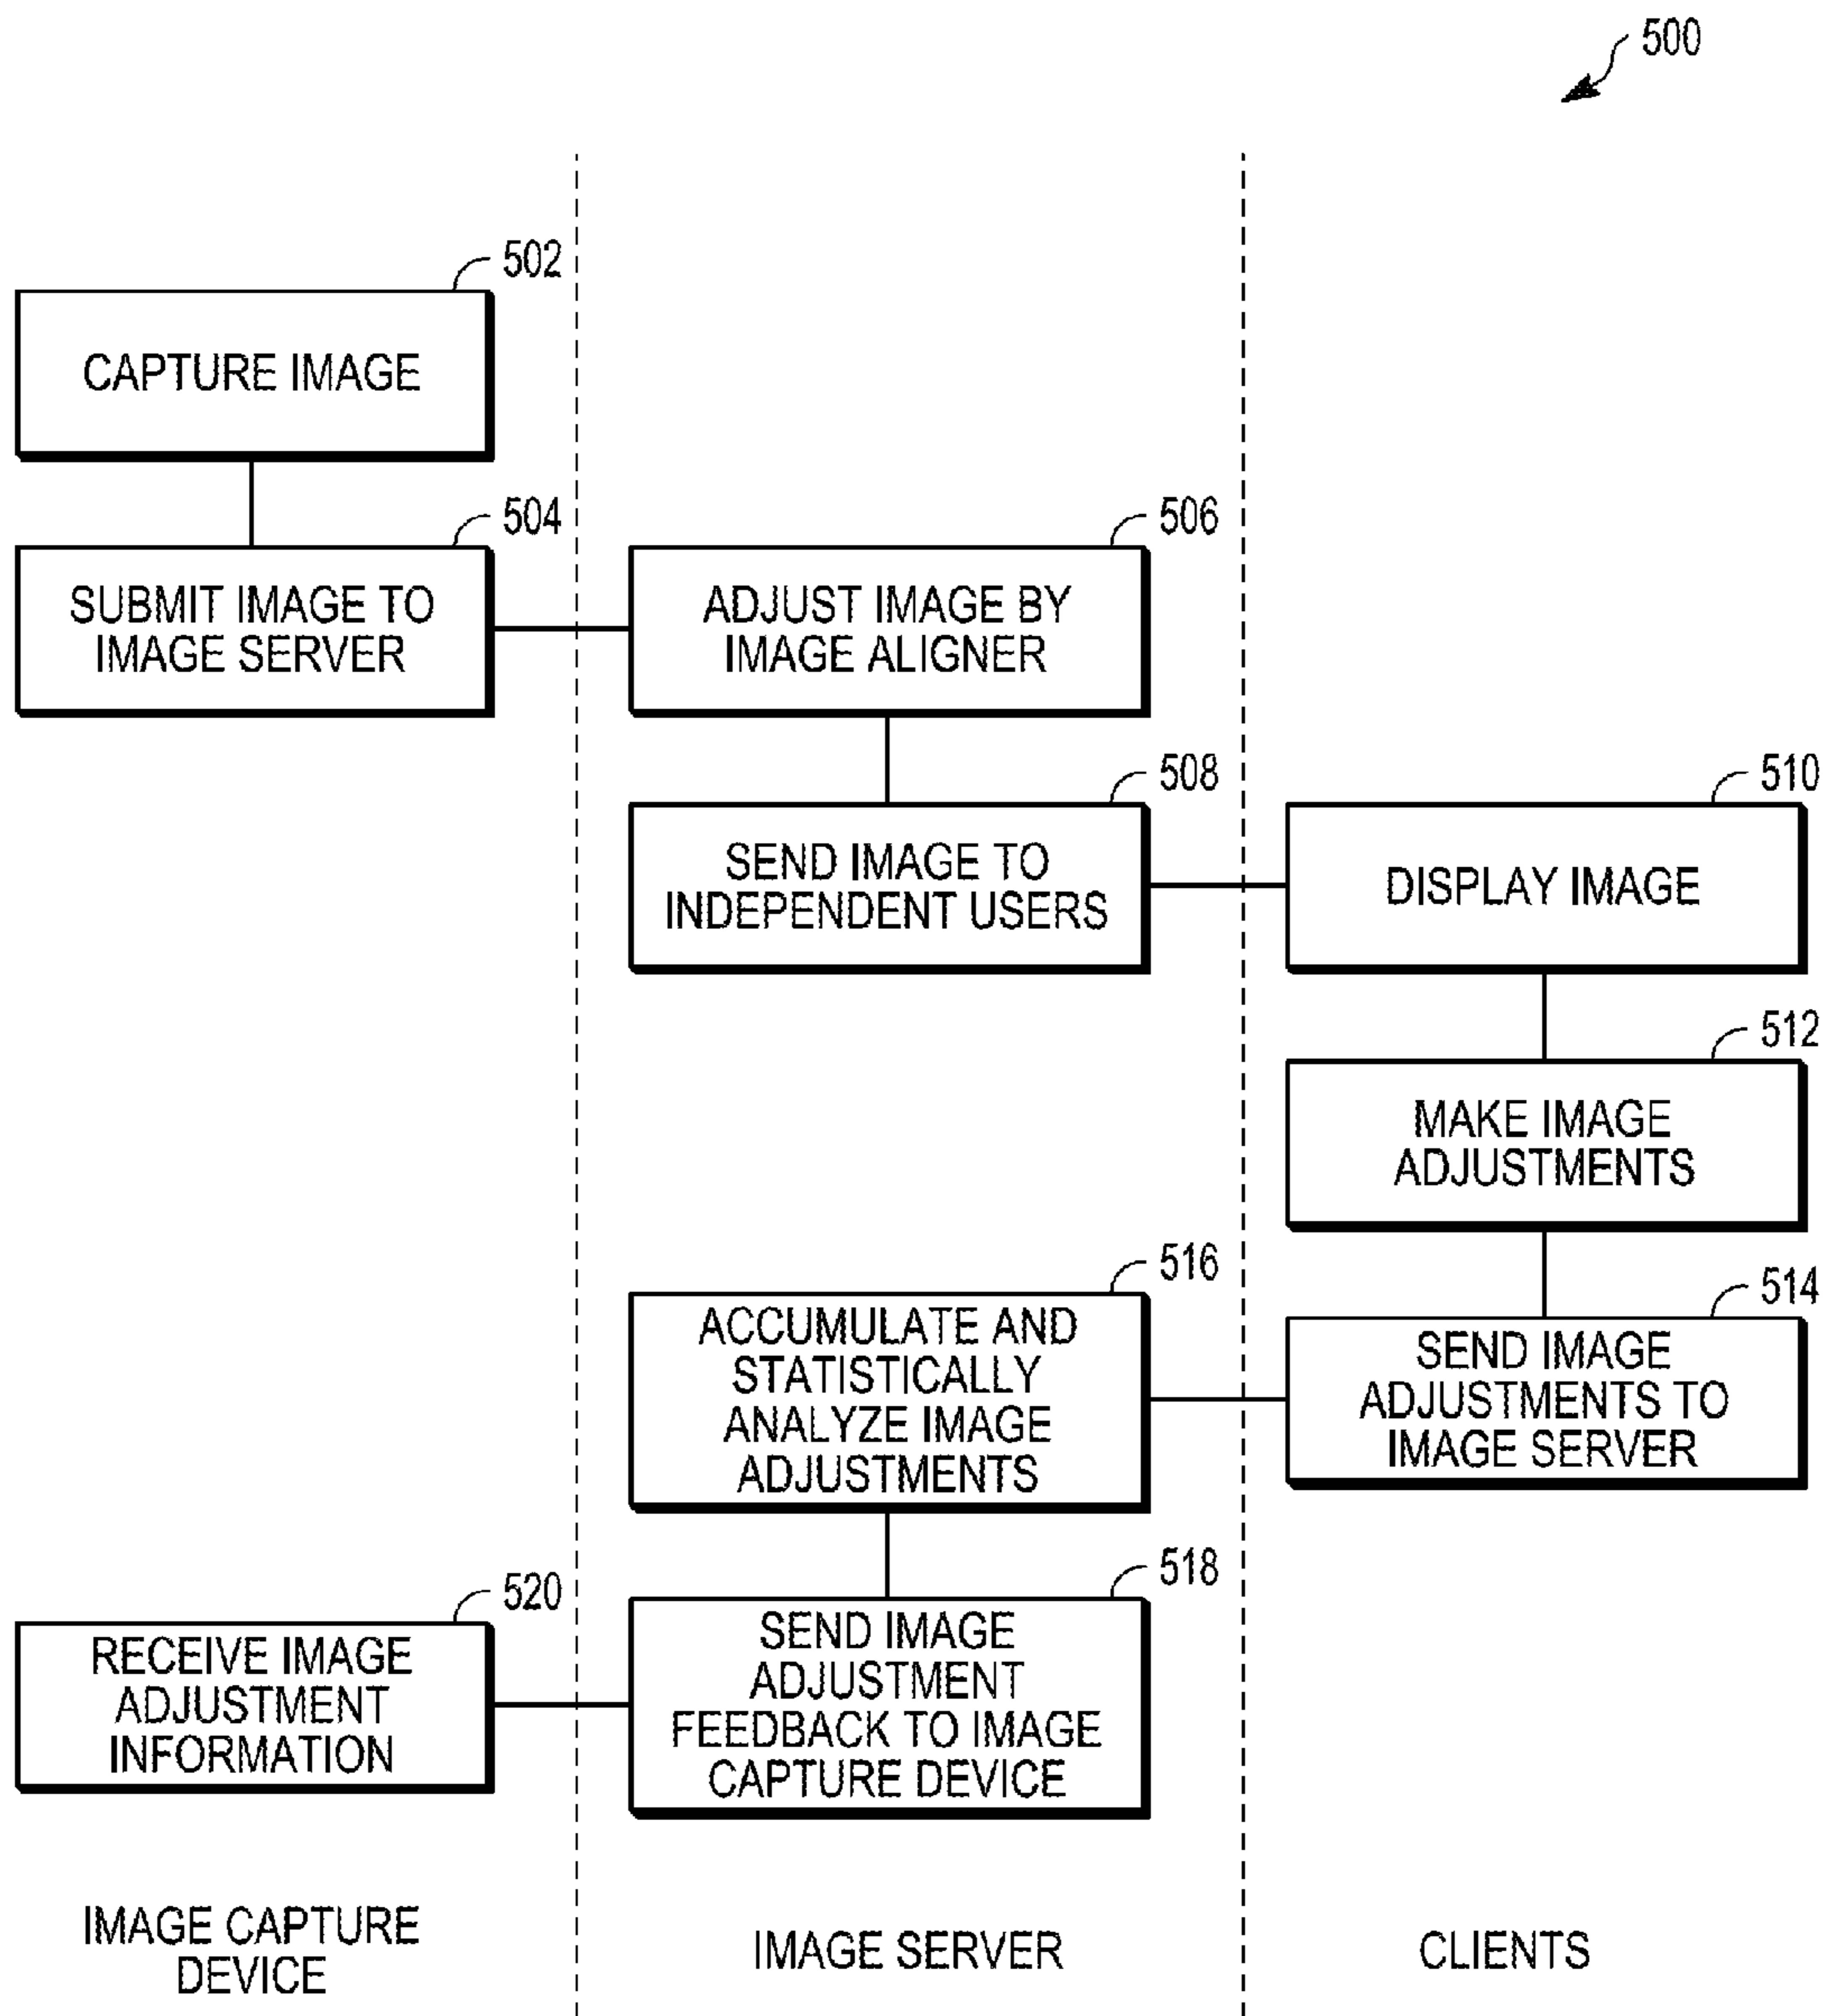 500
502
CAPTURE IMAGE
504
SUBMIT IMAGE TO
IMAGE SERVER
506
ADJUST IMAGE BY
IMAGE ALIGNER
508
SEND IMAGE TO
INDEPENDENT USERS
510
DISPLAY IMAGE
512
MAKE IMAGE
ADJUSTMENTS
514
SEND IMAGE
ADJUSTMENTS TO
IMAGE SERVER
516
ACCUMULATE AND
STATISTICALLY
ANALYZE IMAGE
ADJUSTMENTS
518
SEND IMAGE
ADJUSTMENT
FEEDBACK TO IMAGE
CAPTURE DEVICE
520
RECEIVE IMAGE
ADJUSTMENT
INFORMATION
IMAGE CAPTURE
DEVICE
IMAGE SERVER
CLIENTS